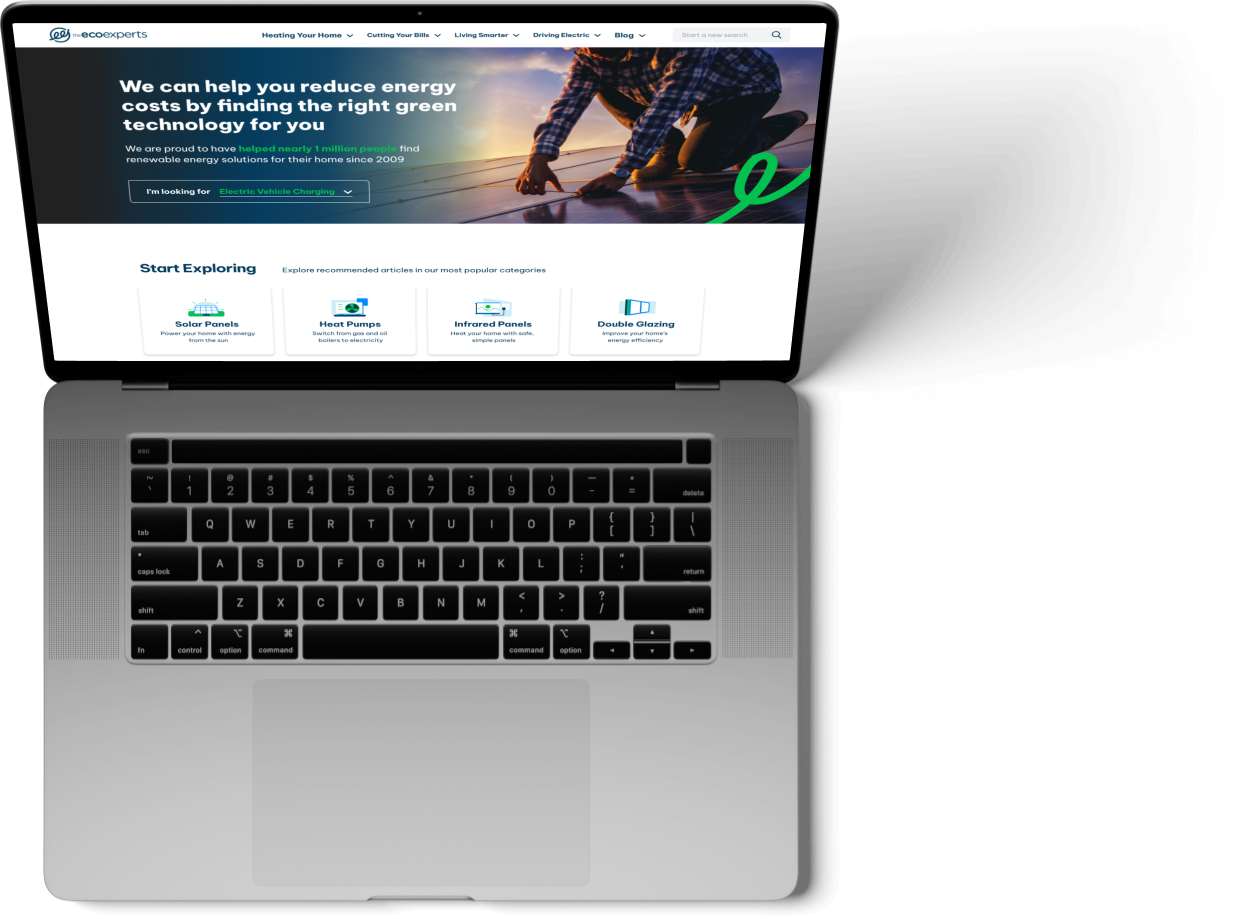 the ecoexperts
Heating Your Home Cutting Your Bills Living Smarter Driving Electric Blog Start a new search
We can help you reduce energy
costs by finding the right green
technology for you
We are proud to have helped nearly 1 million people find
renewable energy solutions for their home since 2009
I'm looking for Electric Vehicle Charging
Start Exploring Explore recommended articles in our most popular categories
Solar Panels
Power your home with energy
from the sun
Heat Pumps
Switch from gas and oil
boilers to electricity
Infrared Panels
Heat your home with safe,
simple panels
Double Glazing
Improve your home's
energy efficiency
esc
~ ! @ # $ % ^ & * ( ) — +
` 1 2 3 4 5 6 7 8 9 0 - = delete
tab Q W E R T Y U I O P { [ } ] | \
caps lock A S D F G H J K L : ; " ' return
shift Z X C V B N M < , > . ? / shift
fn ^ control ⌥ option ⌘ command ⌘ command ⌥ option ◂ ▴ ▾ ▸